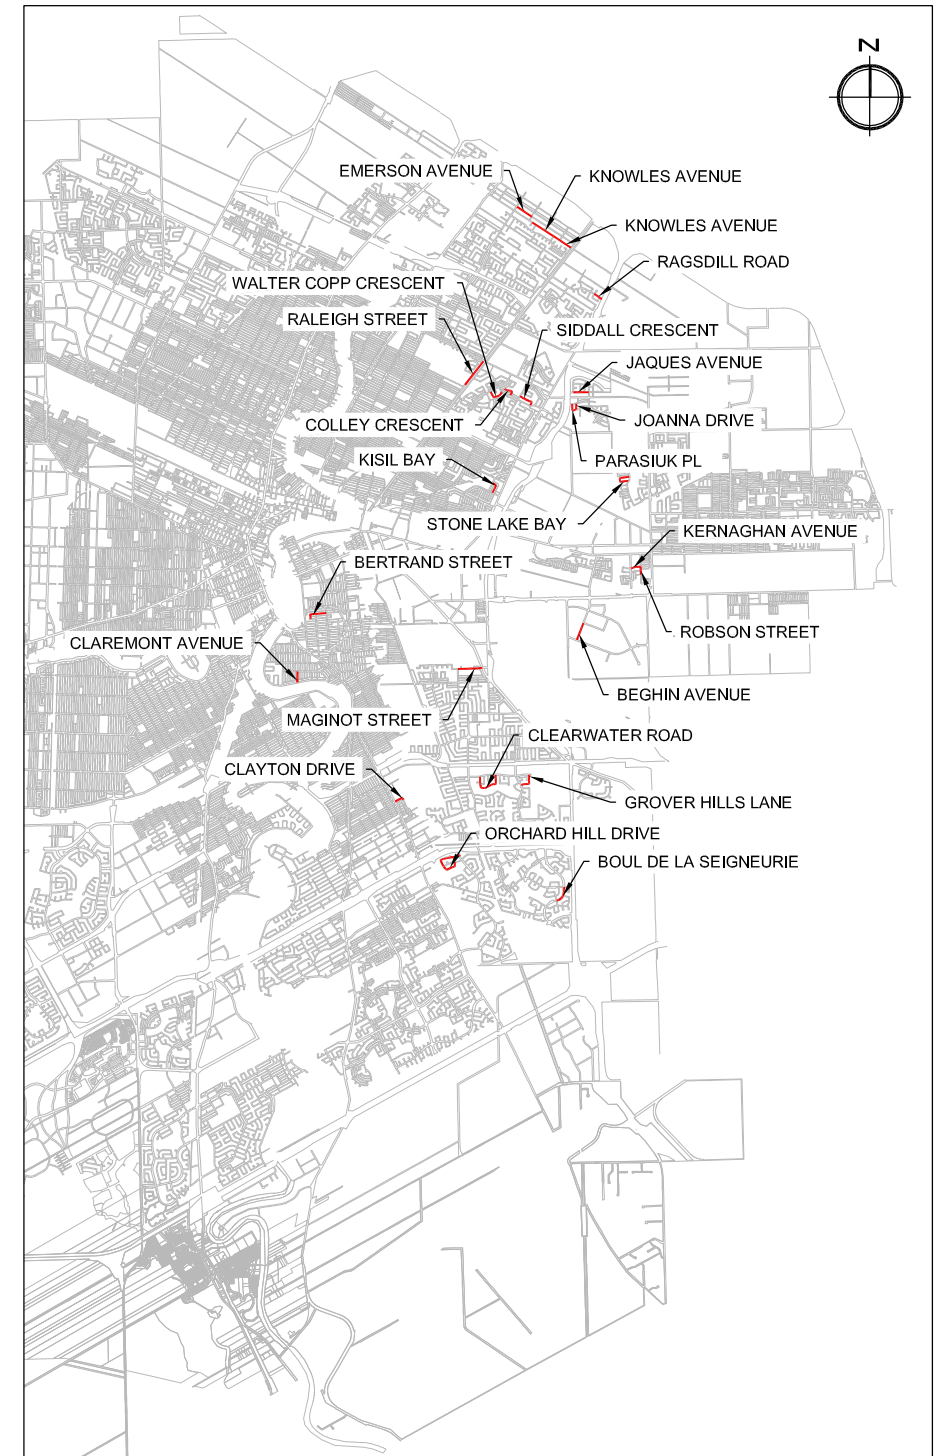 N
EMERSON AVENUE
KNOWLES AVENUE
KNOWLES AVENUE
RAGSDILL ROAD
WALTER COPP CRESCENT
RALEIGH STREET
SIDDALL CRESCENT
JAQUES AVENUE
COLLEY CRESCENT
JOANNA DRIVE
KISIL BAY
PARASIUK PL
STONE LAKE BAY
KERNAGHAN AVENUE
BERTRAND STREET
ROBSON STREET
CLAREMONT AVENUE
BEGHIN AVENUE
MAGINOT STREET
CLEARWATER ROAD
CLAYTON DRIVE
GROVER HILLS LANE
ORCHARD HILL DRIVE
BOUL DE LA SEIGNEURIE